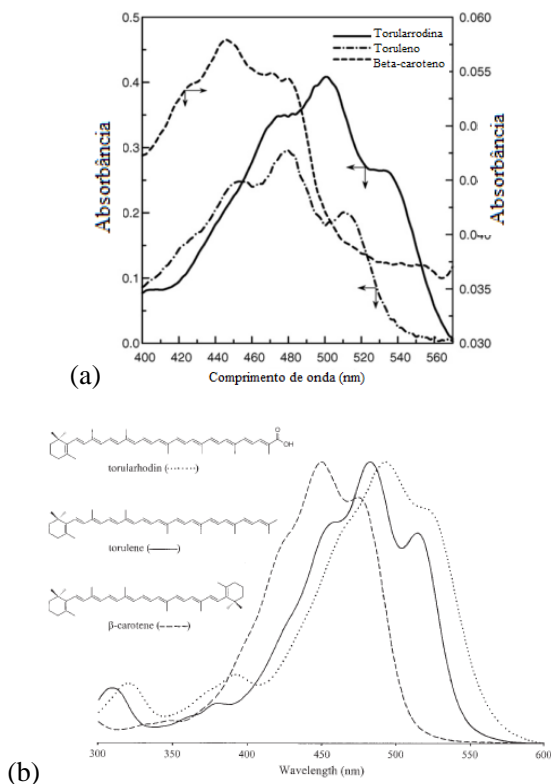 0.5
0.4
0.3
0.2
0.1
0.0
Absorbância
Torularrodina
Toruleno
Beta-caroteno
0.060
0.055
0.035
0.030
Absorbância
400 420 440 460 480 500 520 540 560
Comprimento de onda (nm)
(a)
O
OH
torularhodin (··········)
torulene (———)
β-carotene (– – – –)
300 350 400 450 500 550 600
Wavelength (nm)
(b)